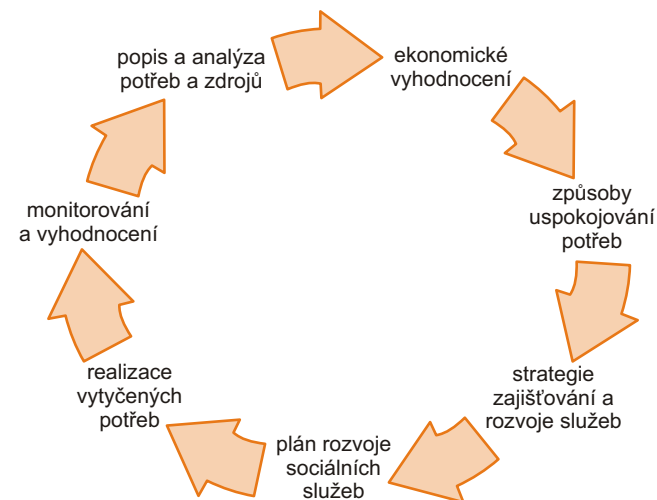 popis a analýza
potřeb a zdrojů
ekonomické
vyhodnocení
způsoby
uspokojování
potřeb
strategie
zajišťování a
rozvoje služeb
plán rozvoje
sociálních
služeb
realizace
vytyčených
potřeb
monitorování
a vyhodnocení